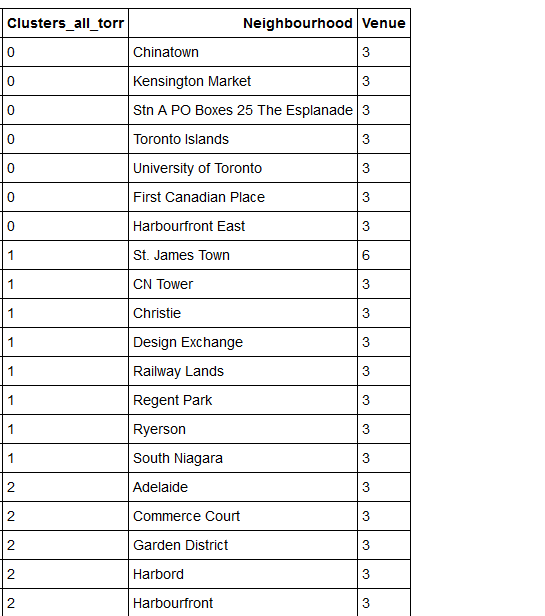 Clusters_all_torr Neighbourhood Venue
0 Chinatown 3
0 Kensington Market 3
0 Stn A PO Boxes 25 The Esplanade 3
0 Toronto Islands 3
0 University of Toronto 3
0 First Canadian Place 3
0 Harbourfront East 3
1 St. James Town 6
1 CN Tower 3
1 Christie 3
1 Design Exchange 3
1 Railway Lands 3
1 Regent Park 3
1 Ryerson 3
1 South Niagara 3
2 Adelaide 3
2 Commerce Court 3
2 Garden District 3
2 Harbord 3
2 Harbourfront 3